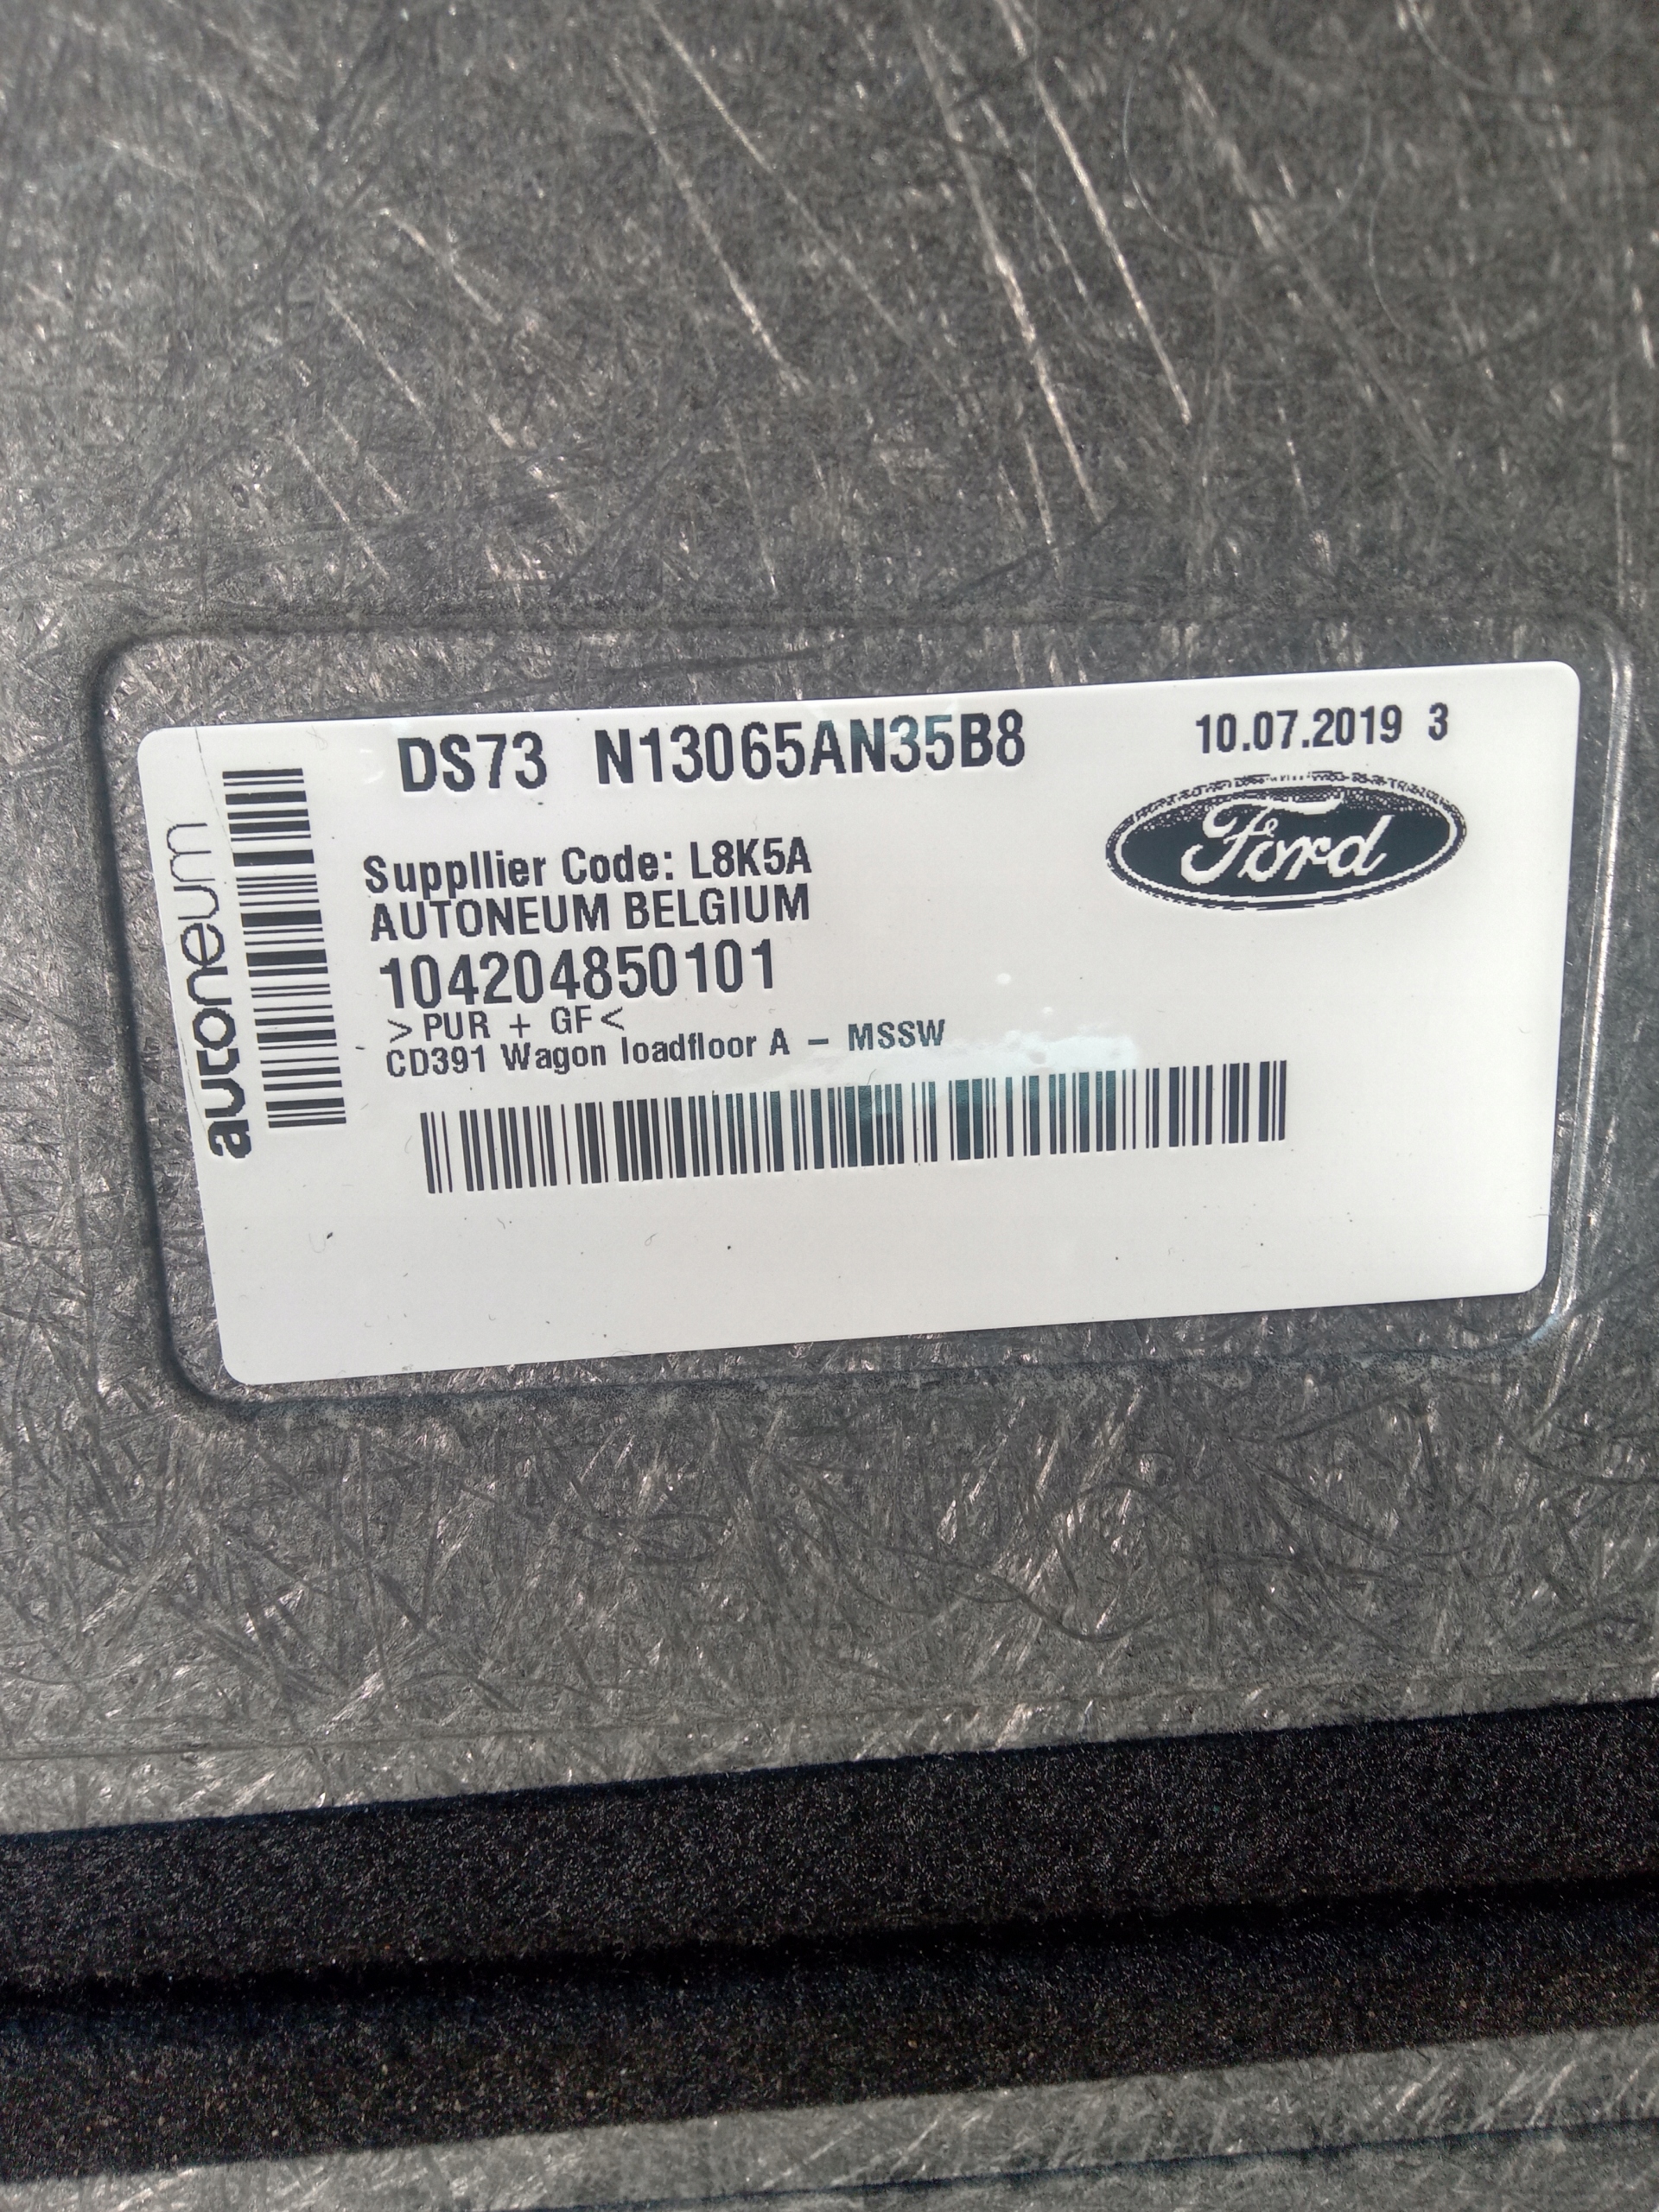 DS73 N13065AN35B8
10.07.2019 3
Ford
Suppllier Code: L8K5A
AUTONEUM BELGIUM
104204850101
>PUR + GF<
CD391 Wagon loadfloor A – MSSW
autoneum